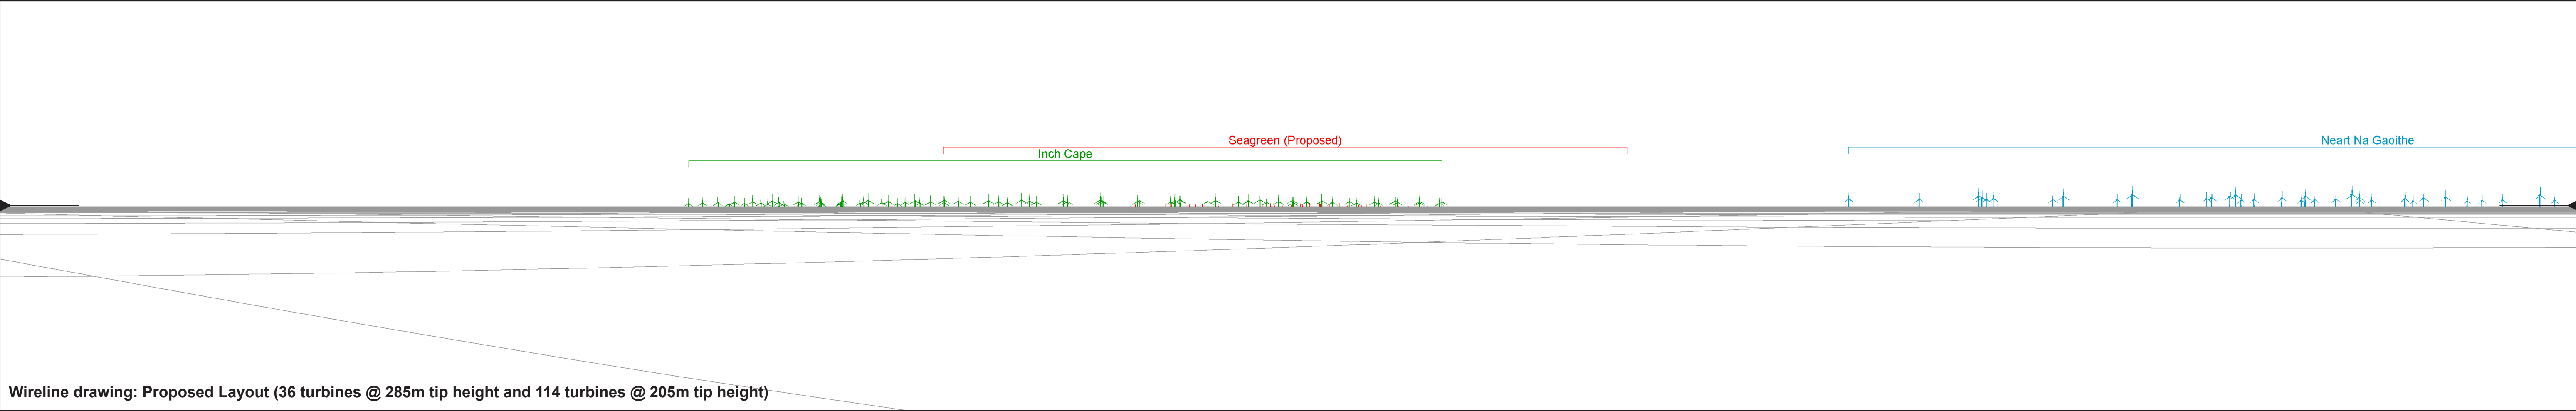 Seagreen (Proposed)
Inch Cape
Neart Na Gaoithe
Wireline drawing: Proposed Layout (36 turbines @ 285m tip height and 114 turbines @ 205m tip height)